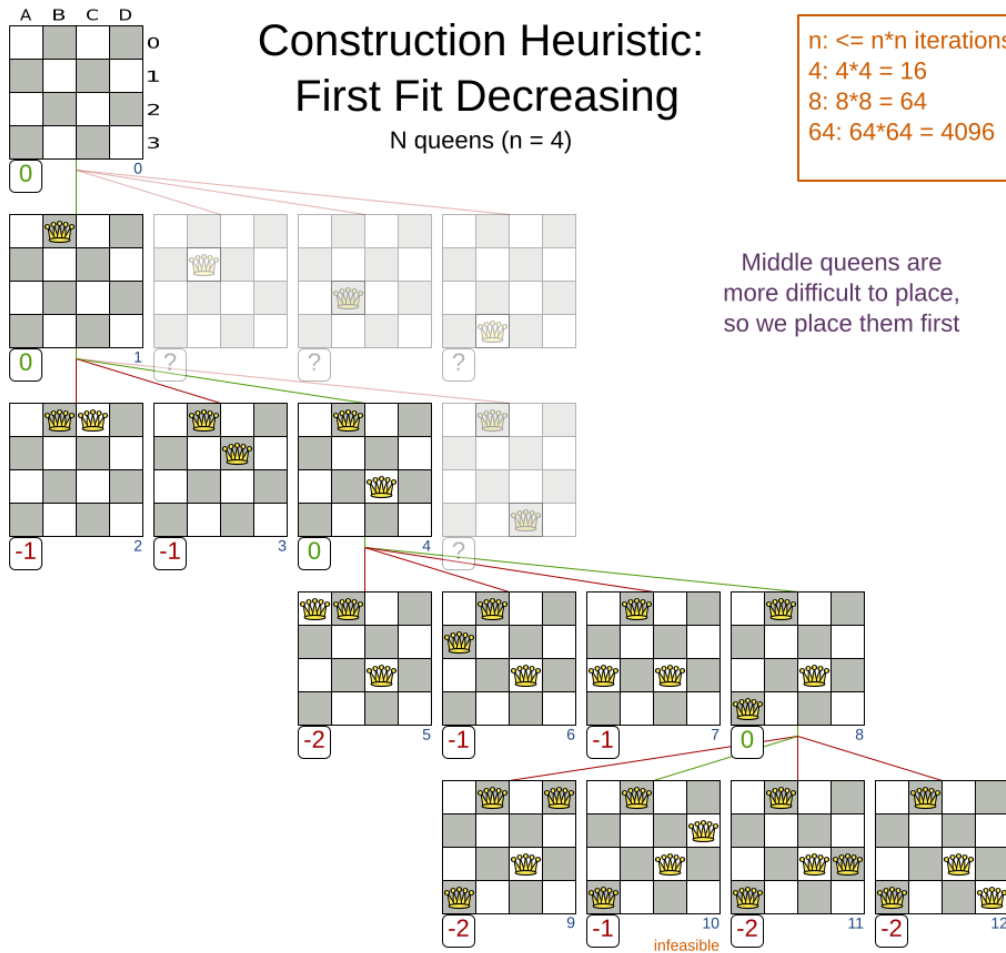 A B C D
0
1
2
3
Construction Heuristic:
First Fit Decreasing
N queens (n = 4)
n: <= n*n iterations
4: 4*4 = 16
8: 8*8 = 64
64: 64*64 = 4096
0 0
Middle queens are
more difficult to place,
so we place them first
0 1 ? ? ?
-1 2 -1 3 0 4 ?
-2 5 -1 6 -1 7 0 8
-2 9 -1 10 -2 11 -2 12
infeasible